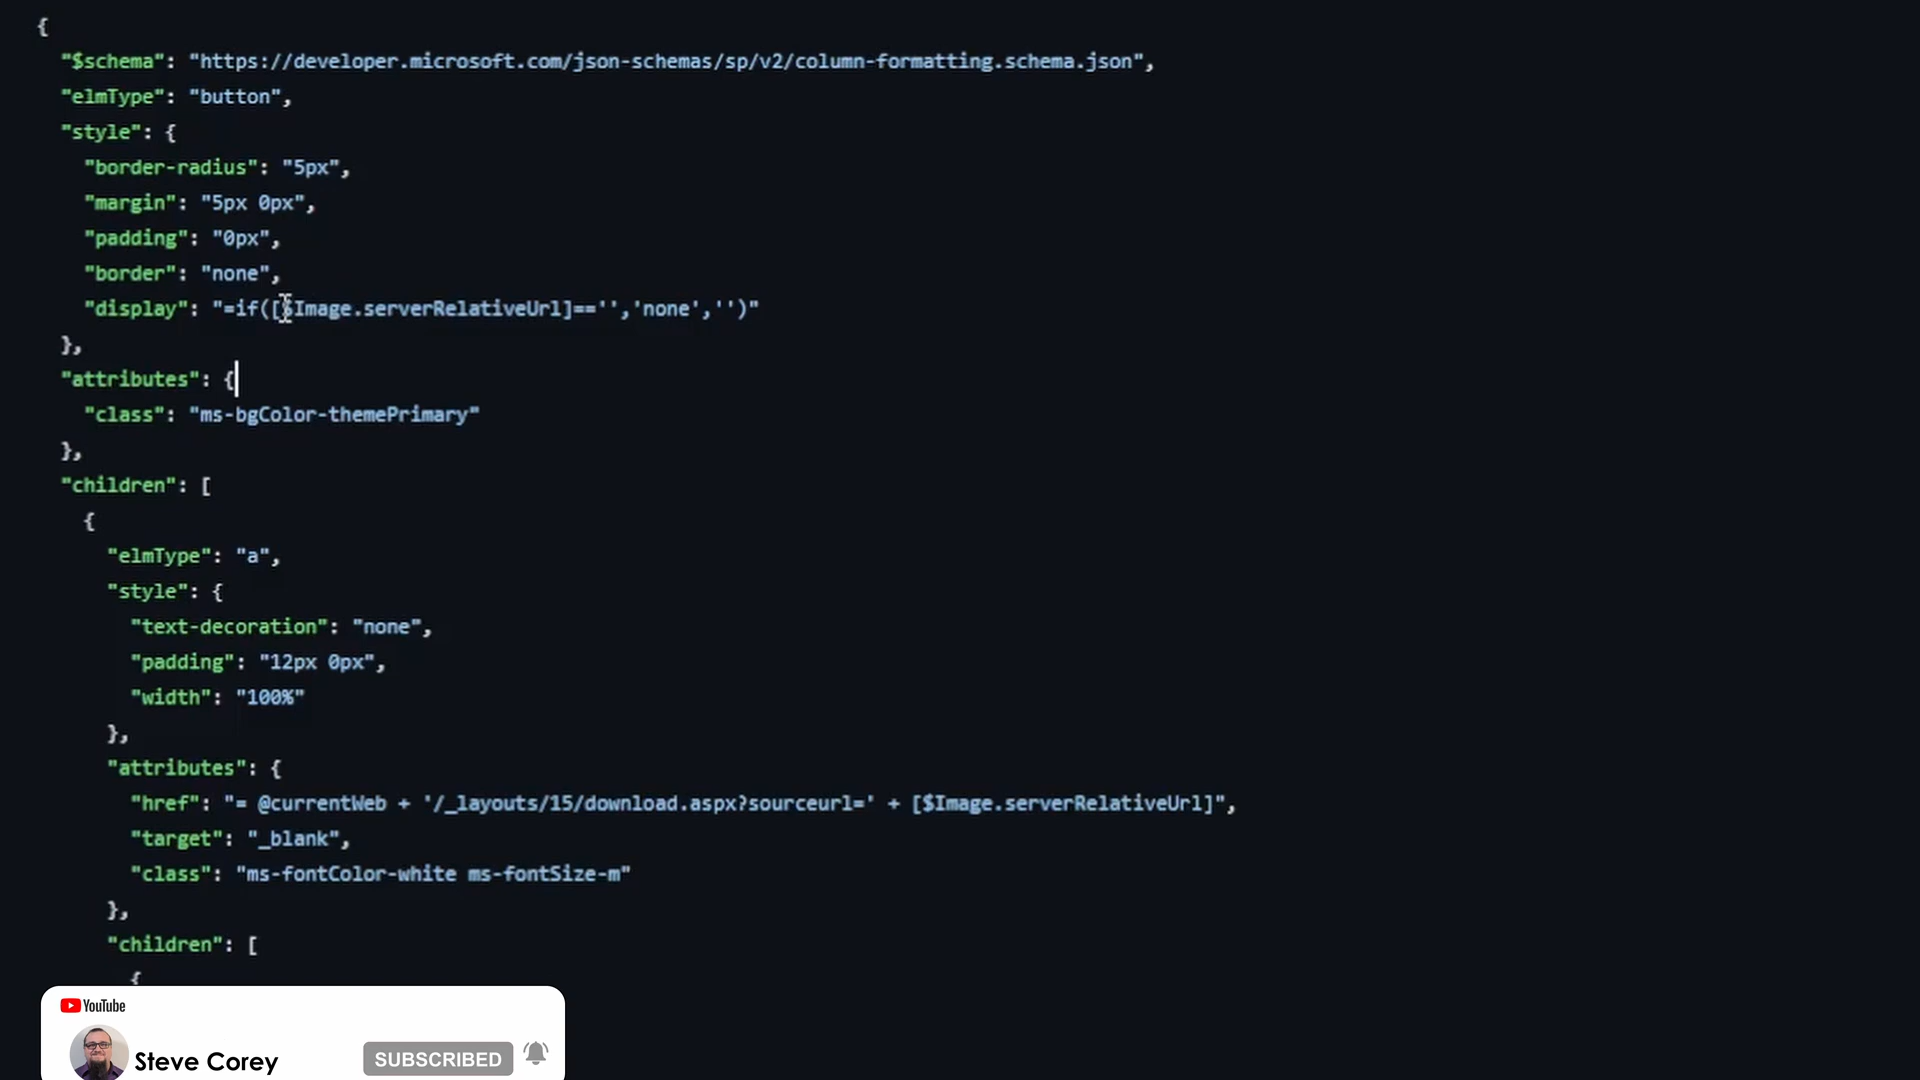 {
"$schema": "https://developer.microsoft.com/json-schemas/sp/v2/column-formatting.schema.json",
"elmType": "button",
"style": {
"border-radius": "5px",
"margin": "5px 0px",
"padding": "0px",
"border": "none",
"display": "=if([$Image.serverRelativeUrl]=='','none','')"
},
"attributes": {
"class": "ms-bgColor-themePrimary"
},
"children": [
{
"elmType": "a",
"style": {
"text-decoration": "none",
"padding": "12px 0px",
"width": "100%"
},
"attributes": {
"href": "= @currentWeb + '/_layouts/15/download.aspx?sourceurl=' + [$Image.serverRelativeUrl]",
"target": "_blank",
"class": "ms-fontColor-white ms-fontSize-m"
},
"children": [
{
YouTube
Steve Corey
SUBSCRIBED